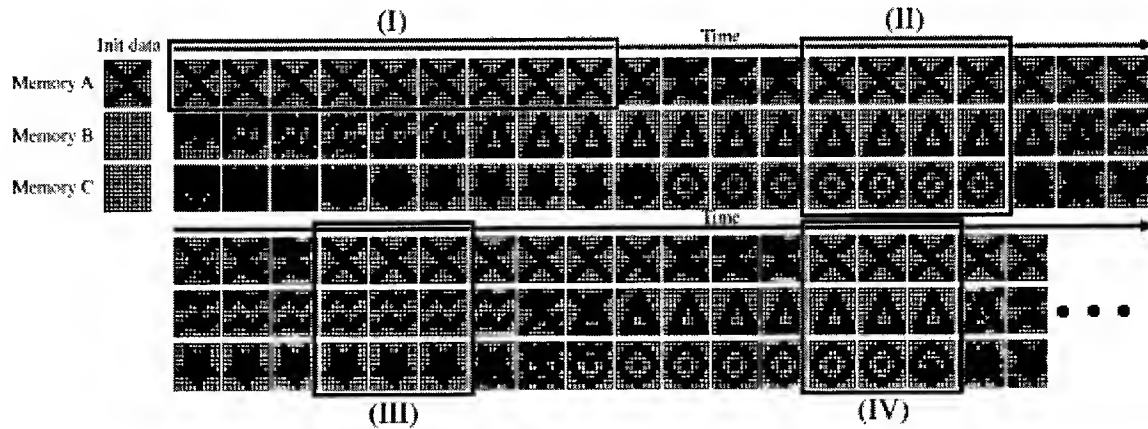 (I)
(II)
Init data
Time
Memory A
Memory B
Memory C
Time
(III)
(IV)